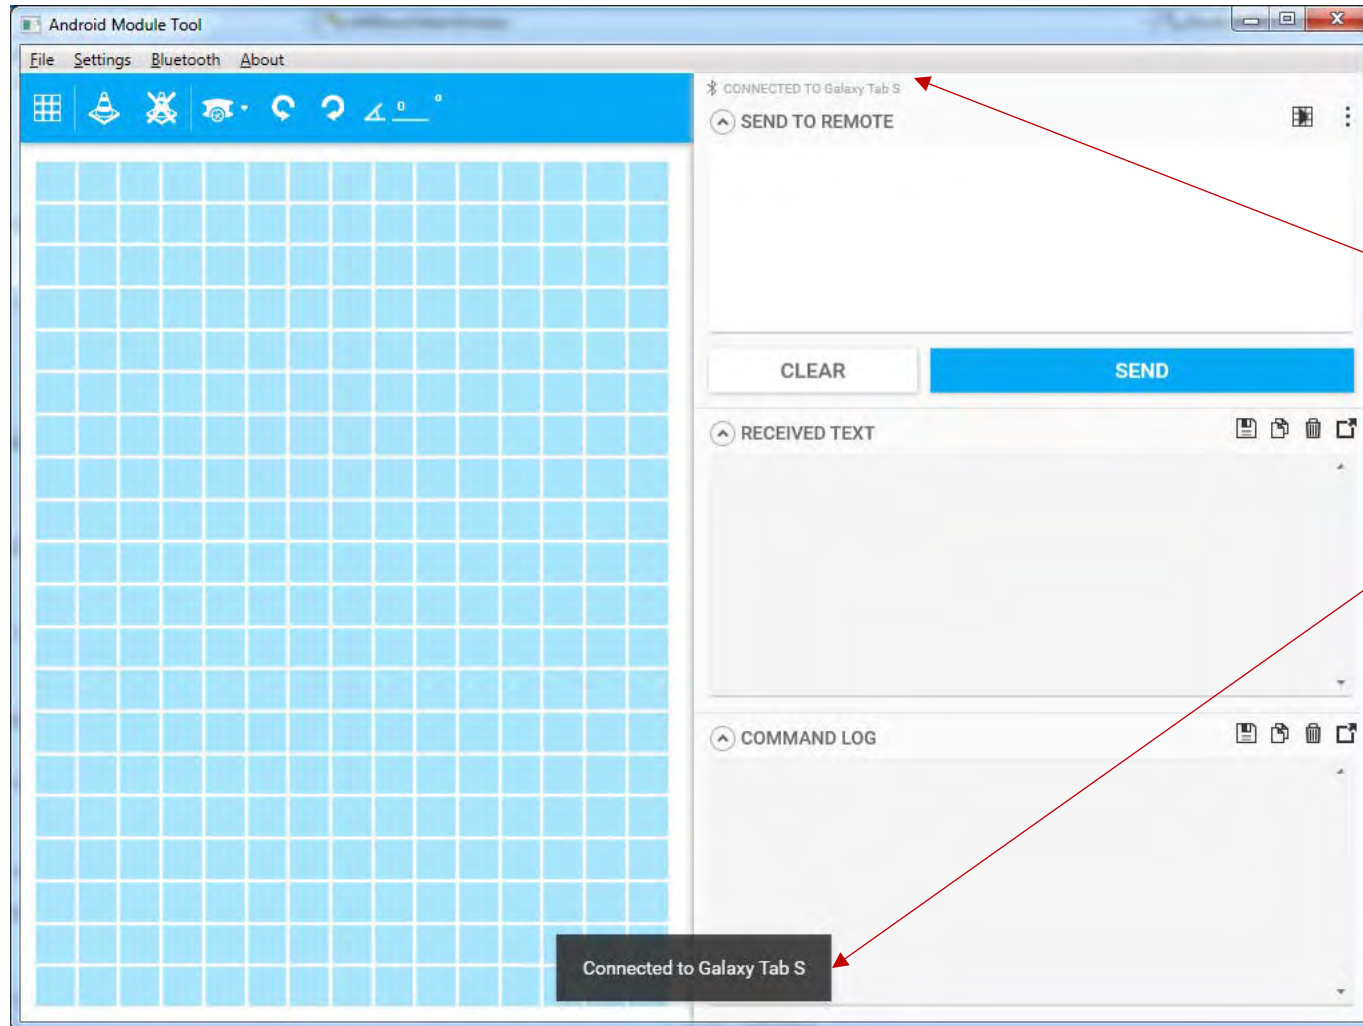 Android Module Tool
File Settings Bluetooth About
0 °
CONNECTED TO Galaxy Tab S
SEND TO REMOTE
CLEAR SEND
RECEIVED TEXT
COMMAND LOG
Connected to Galaxy Tab S